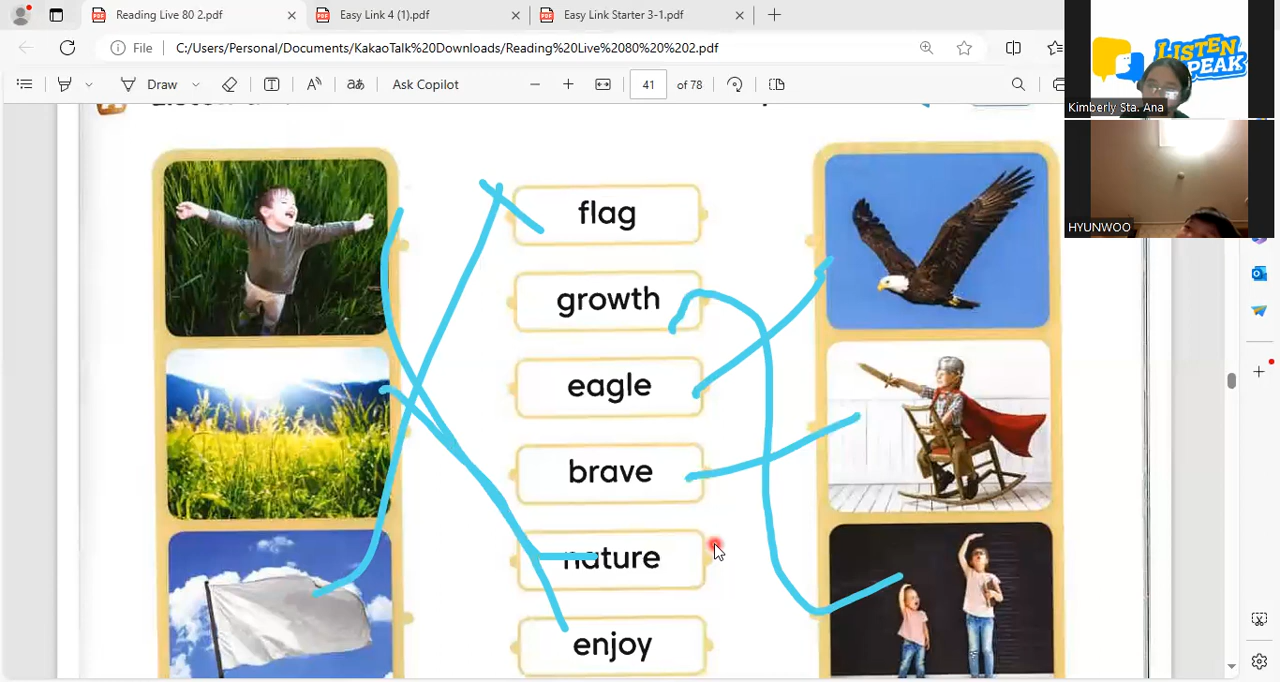 Reading Live 80 2.pdf
Easy Link 4 (1).pdf
Easy Link Starter 3-1.pdf
File
C:/Users/Personal/Documents/KakaoTalk%20Downloads/Reading%20Live%2080%20%202.pdf
Draw
Ask Copilot
41
of 78
LISTEN
SPEAK
Kimberly Sta. Ana
HYUNWOO
flag
growth
eagle
brave
nature
enjoy